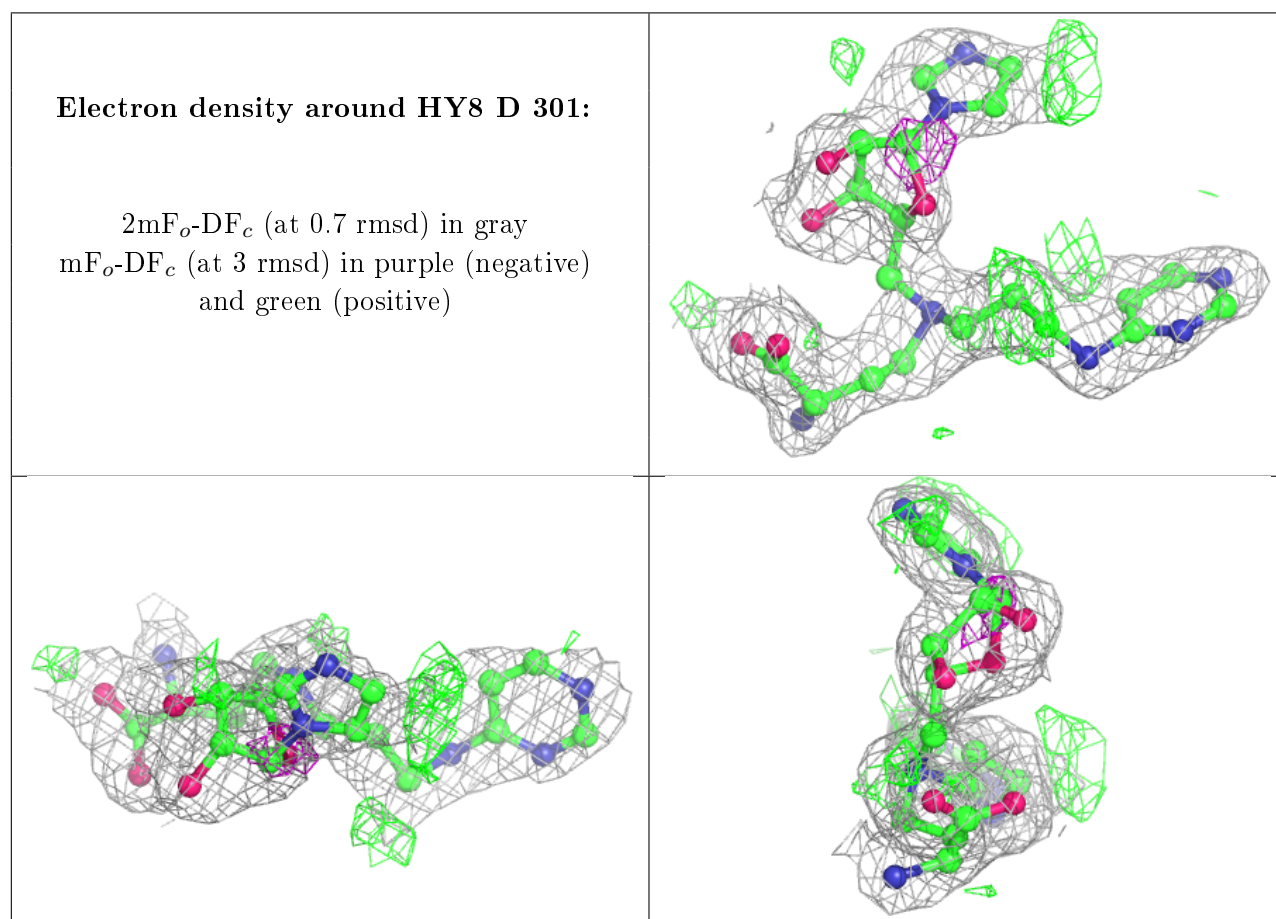 Electron density around HY8 D 301:
2mFo-DFc (at 0.7 rmsd) in gray
mFo-DFc (at 3 rmsd) in purple (negative)
and green (positive)